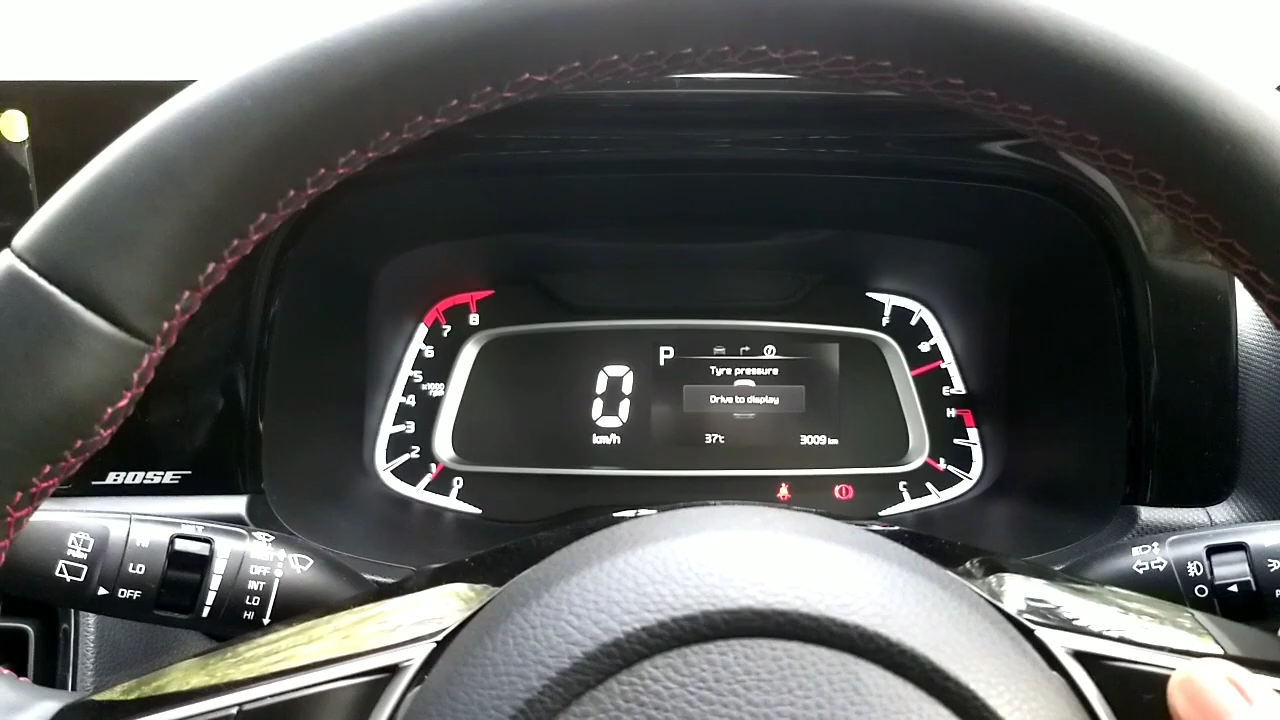 8
7
6
5
x1000
rpm
4
3
2
1
0
0
km/h
P
Tyre pressure
Drive to display
37℃
3009 km
F
E
H
C
BOSE
PUSH
HI
LO
OFF
MIST
OFF
INT
LO
HI